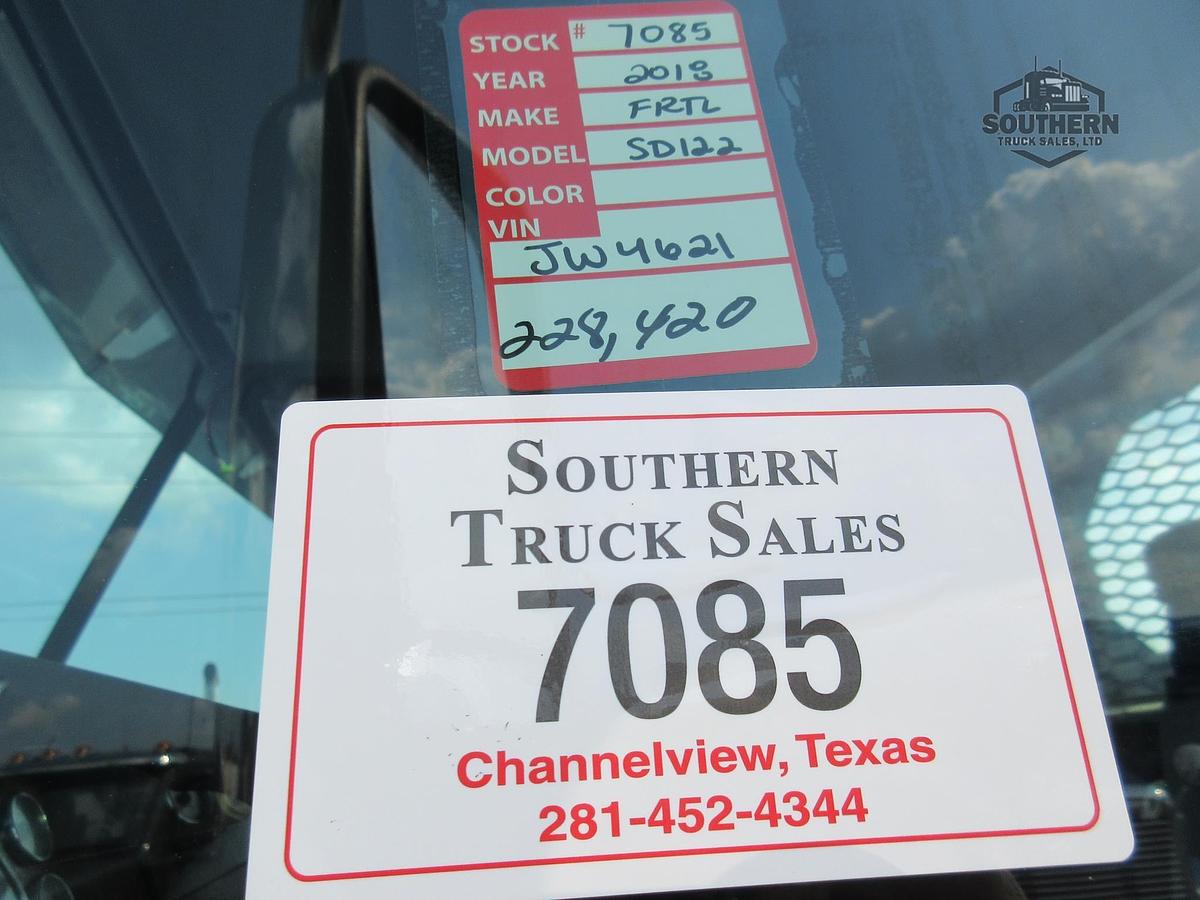 STOCK # 7085
YEAR 2018
MAKE FRTL
MODEL SD122
COLOR
VIN
JW4621
228,420
SOUTHERN
TRUCK SALES, LTD
SOUTHERN
TRUCK SALES
7085
Channelview, Texas
281-452-4344